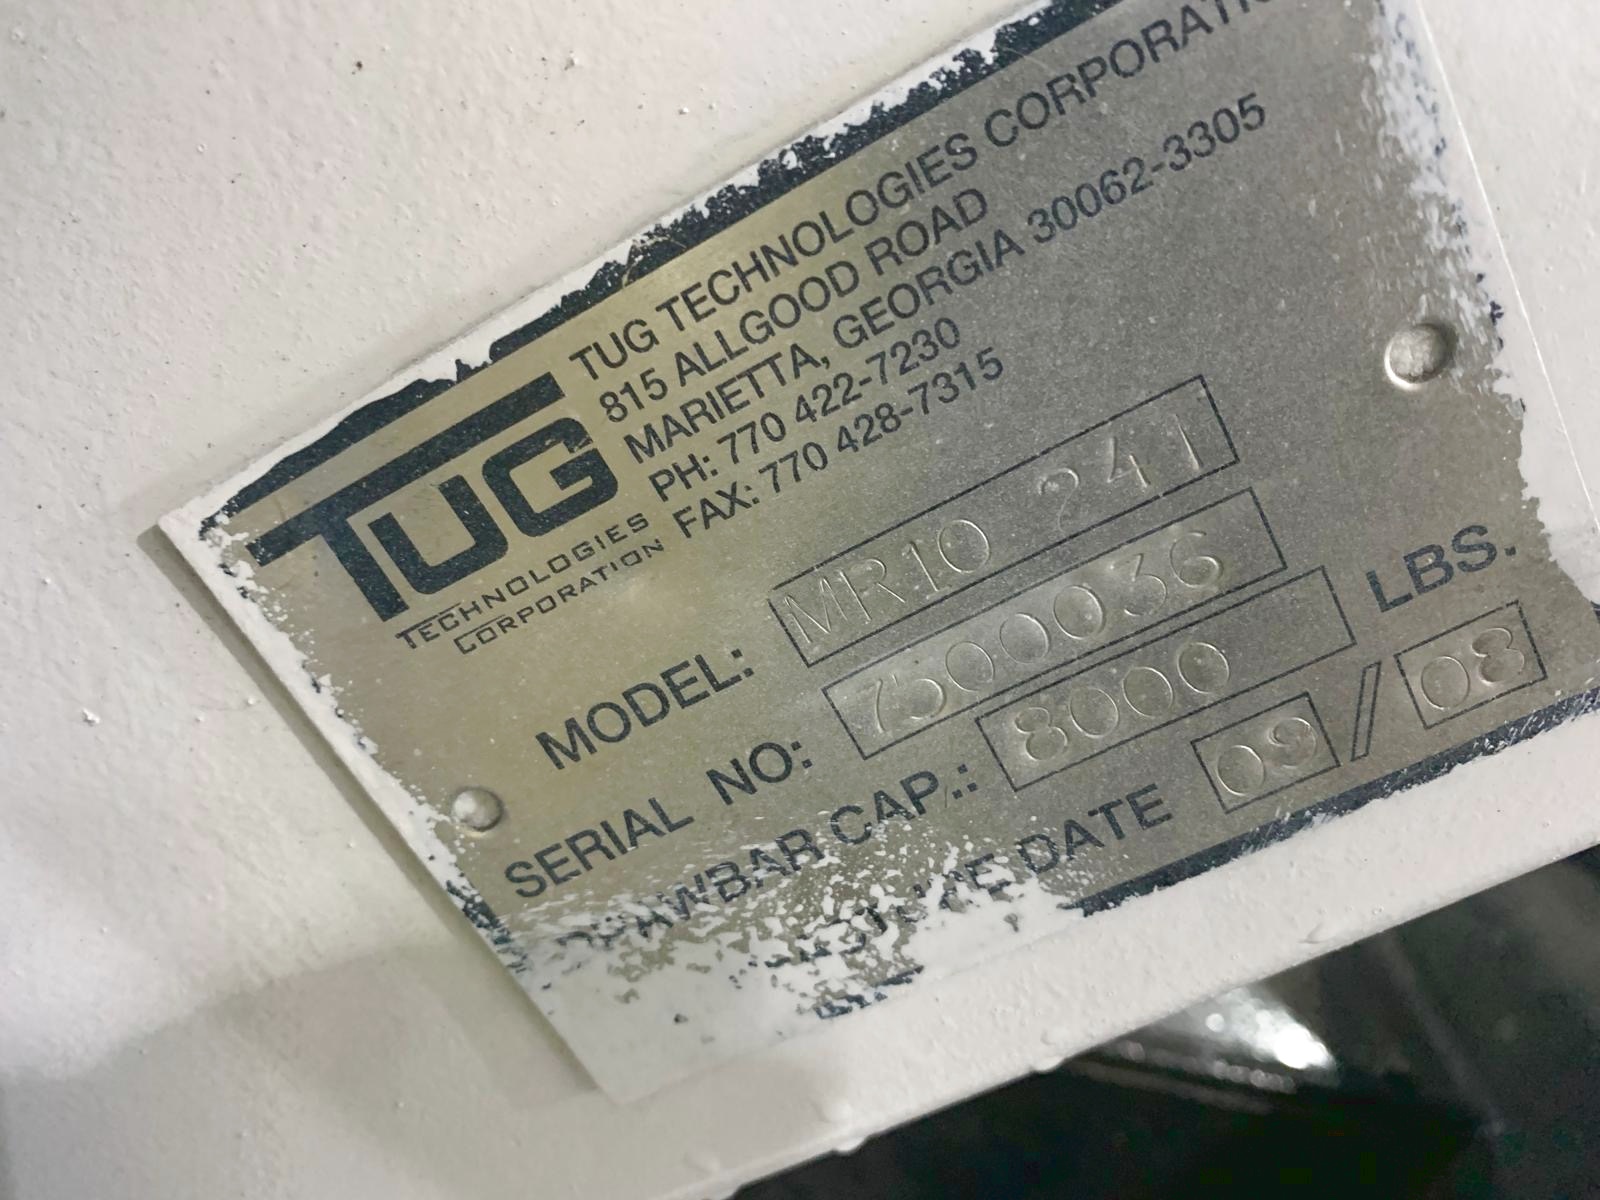 TUG TECHNOLOGIES CORPORATIO
815 ALLGOOD ROAD
MARIETTA, GEORGIA 30062-3305
PH: 770 422-7230
FAX: 770 428-7315
TUG
TECHNOLOGIES
CORPORATION
MODEL: MR10 241
SERIAL NO: 7500036
DRAWBAR CAP.: 8000 LBS.
DATE 09/08